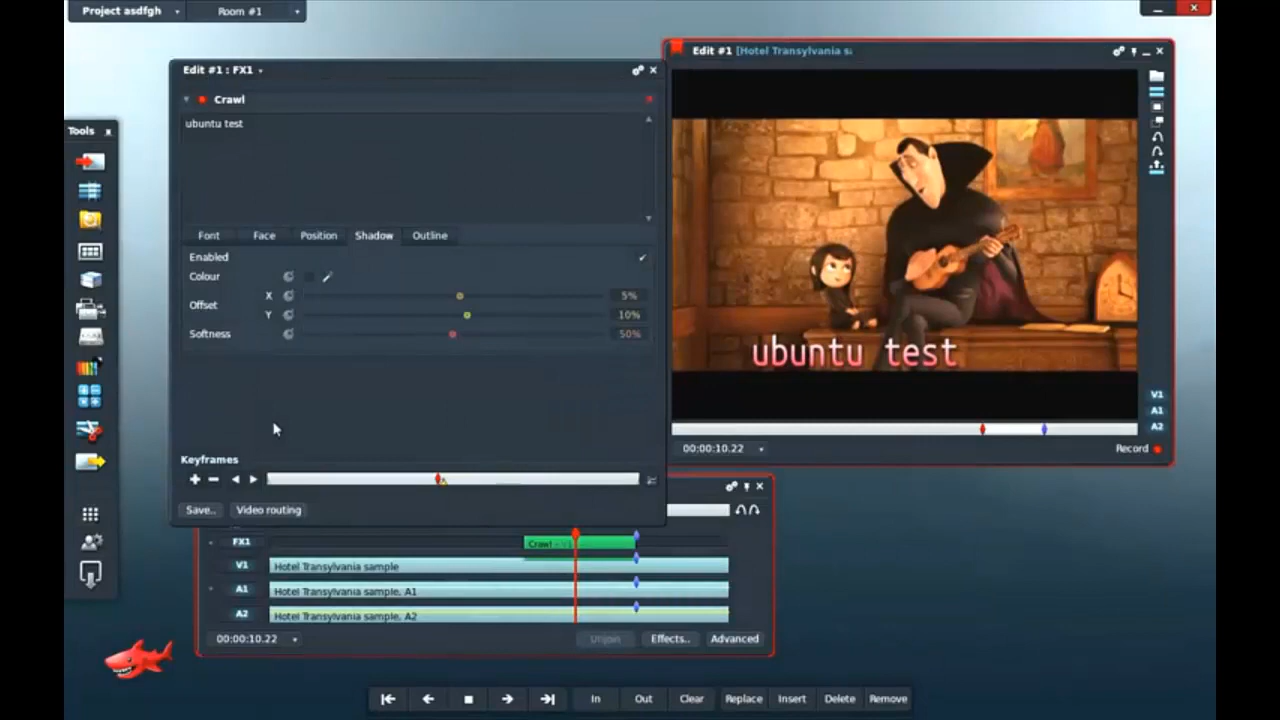 Project asdfgh
Room #1
Edit #1 [Hotel Transylvania s
Edit #1 : FX1
Crawl
ubuntu test
Tools
Font Face Position Shadow Outline
Enabled
Colour
Offset X 5%
Y 10%
Softness 50%
ubuntu test
V1
A1
A2
00:00:10.22
Record
Keyframes
Save.. Video routing
FX1 Crawl - V1
V1 Hotel Transylvania sample
A1 Hotel Transylvania sample, A1
A2 Hotel Transylvania sample, A2
00:00:10.22 Unjoin Effects.. Advanced
In Out Clear Replace Insert Delete Remove